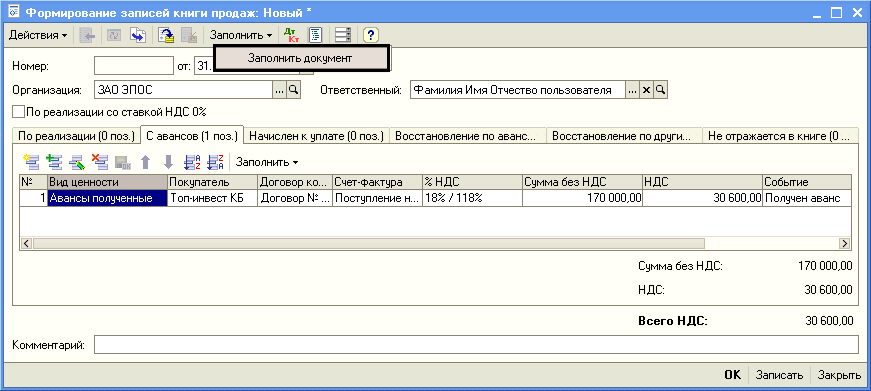 Формирование записей книги продаж: Новый *
Действия Заполнить Дт Кт ?
Заполнить документ
Номер: от: 31.
Организация: ЗАО ЭПОС ... Ответственный: Фамилия Имя Отчество пользователя ... x
По реализации со ставкой НДС 0%
По реализации (0 поз.) С авансов (1 поз.) Начислен к уплате (0 поз.) Восстановление по аванс... Восстановление по други... Не отражается в книге (0 ...
Заполнить
№ Вид ценности Покупатель Договор ко... Счет-фактура % НДС Сумма без НДС НДС Событие
1 Авансы полученные Топ-инвест КБ Договор № ... Поступление н... 18% / 118% 170 000,00 30 600,00 Получен аванс
Сумма без НДС: 170 000,00
НДС: 30 600,00
Всего НДС: 30 600,00
Комментарий:
OK Записать Закрыть